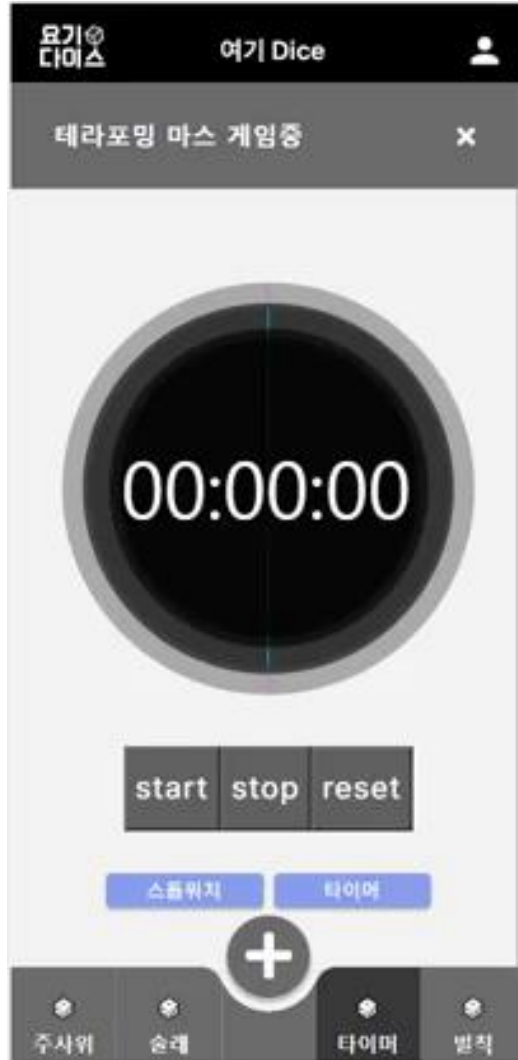 요기
다이스
여기 Dice
테라포밍 마스 게임중
00:00:00
start stop reset
스톱워치 타이머
주사위 술래 타이머 벌칙